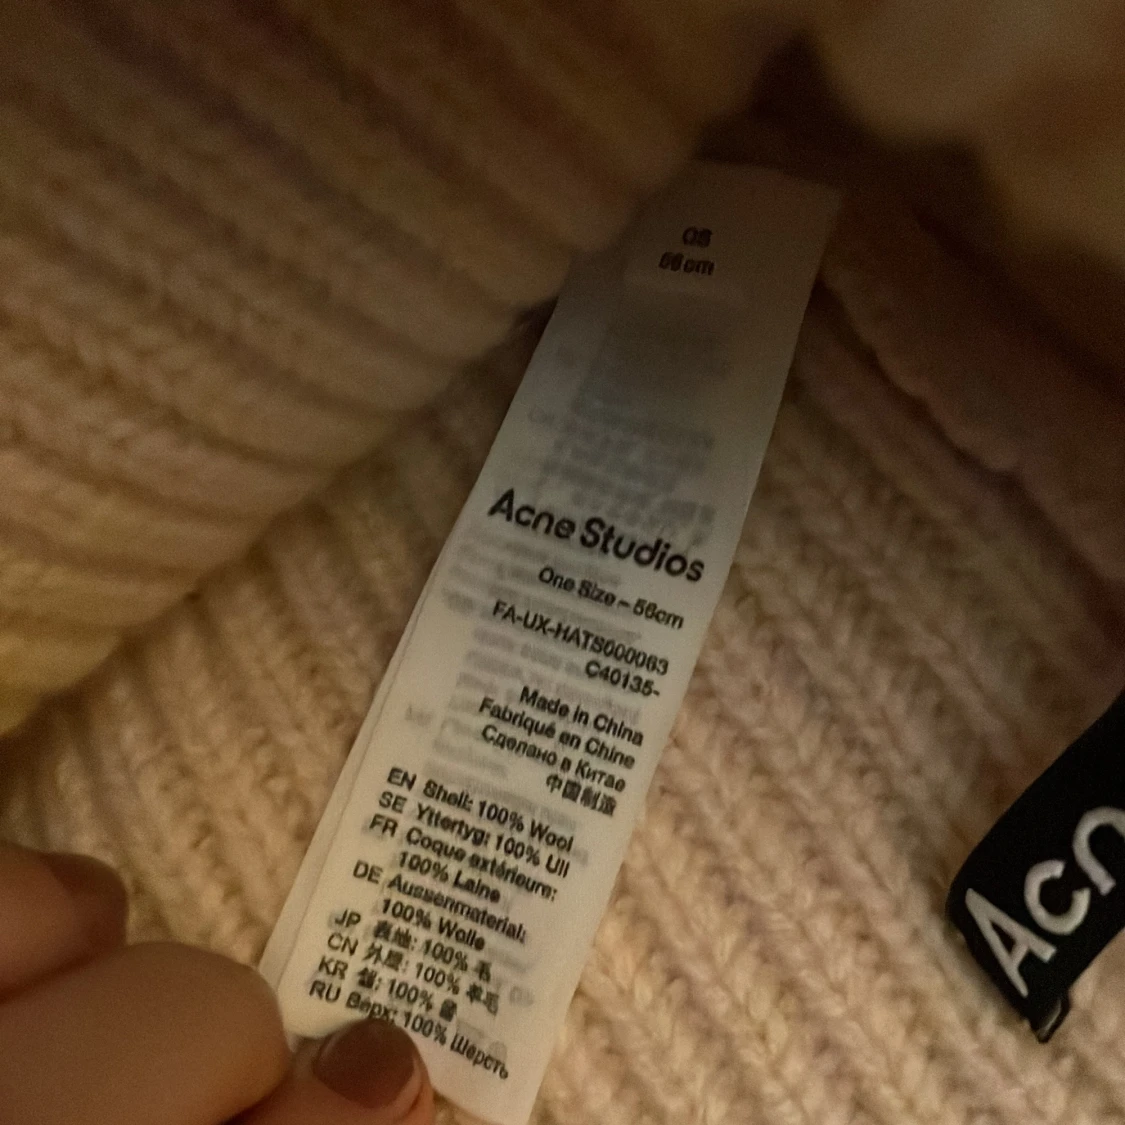 OS
56cm
Acne Studios
One Size – 56cm
FA-UX-HATS000063
C40135-
Made in China
Fabriqué en Chine
Сделано в Китае
中国制造
EN Shell: 100% Wool
SE Yttertyg: 100% Ull
FR Coque extérieure:
100% Laine
DE Aussenmaterial:
100% Wolle
JP 表地: 100% 毛
CN 外层: 100% 羊毛
KR 쉘: 100% 울
RU Верх: 100% Шерсть
Acn